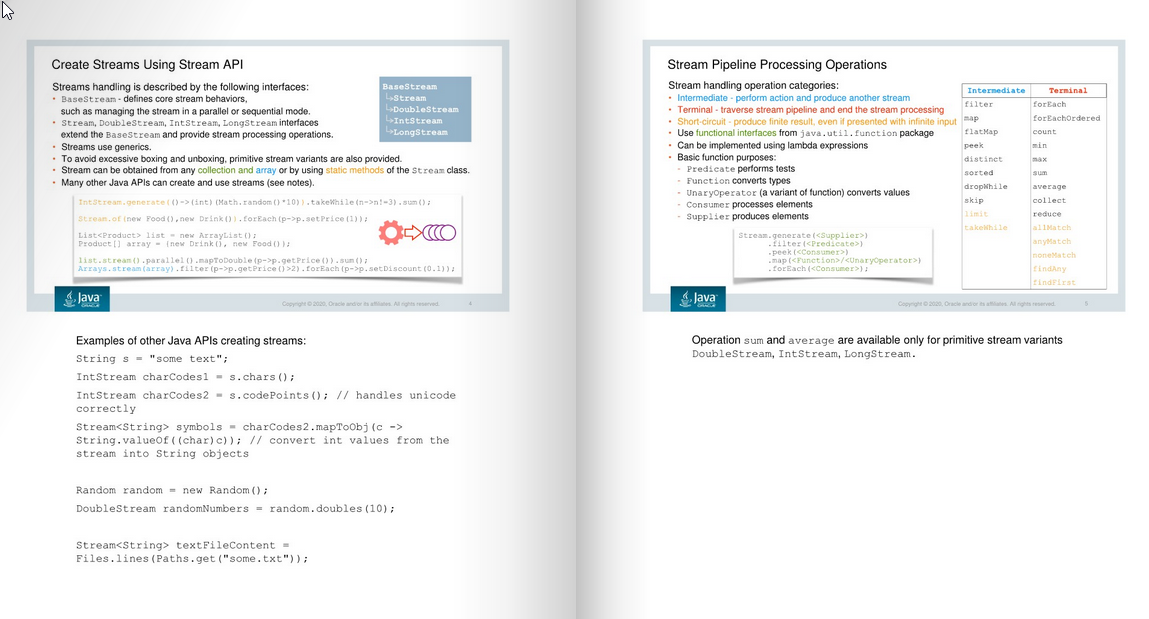 Create Streams Using Stream API
Streams handling is described by the following interfaces:
• BaseStream - defines core stream behaviors,
such as managing the stream in a parallel or sequential mode.
• Stream, DoubleStream, IntStream, LongStream interfaces
extend the BaseStream and provide stream processing operations.
• Streams use generics.
• To avoid excessive boxing and unboxing, primitive stream variants are also provided.
• Stream can be obtained from any collection and array or by using static methods of the Stream class.
• Many other Java APIs can create and use streams (see notes).
BaseStream
Stream
DoubleStream
IntStream
LongStream
IntStream.generate(()->(int)(Math.random()*10)).takeWhile(n->n!=3).sum();
Stream.of(new Food(),new Drink()).forEach(p->p.setPrice(1));
List<Product> list = new ArrayList();
Product[] array = {new Drink(), new Food()};
list.stream().parallel().mapToDouble(p->p.getPrice()).sum();
Arrays.stream(array).filter(p->p.getPrice()>2).forEach(p->p.setDiscount(0.1));
Java
ORACLE
Copyright © 2020, Oracle and/or its affiliates. All rights reserved.
4
Examples of other Java APIs creating streams:
String s = "some text";
IntStream charCodes1 = s.chars();
IntStream charCodes2 = s.codePoints(); // handles unicode
correctly
Stream<String> symbols = charCodes2.mapToObj(c ->
String.valueOf((char)c)); // convert int values from the
stream into String objects
Random random = new Random();
DoubleStream randomNumbers = random.doubles(10);
Stream<String> textFileContent =
Files.lines(Paths.get("some.txt"));
Stream Pipeline Processing Operations
Stream handling operation categories:
• Intermediate - perform action and produce another stream
• Terminal - traverse stream pipeline and end the stream processing
• Short-circuit - produce finite result, even if presented with infinite input
• Use functional interfaces from java.util.function package
• Can be implemented using lambda expressions
• Basic function purposes:
- Predicate performs tests
- Function converts types
- UnaryOperator (a variant of function) converts values
- Consumer processes elements
- Supplier produces elements
Stream.generate(<Supplier>)
.filter(<Predicate>)
.peek(<Consumer>)
.map(<Function>/<UnaryOperator>)
.forEach(<Consumer>);
Intermediate Terminal
filter forEach
map forEachOrdered
flatMap count
peek min
distinct max
sorted sum
dropWhile average
skip collect
limit reduce
takeWhile allMatch
anyMatch
noneMatch
findAny
findFirst
Java
ORACLE
Copyright © 2020, Oracle and/or its affiliates. All rights reserved.
5
Operation sum and average are available only for primitive stream variants
DoubleStream, IntStream, LongStream.